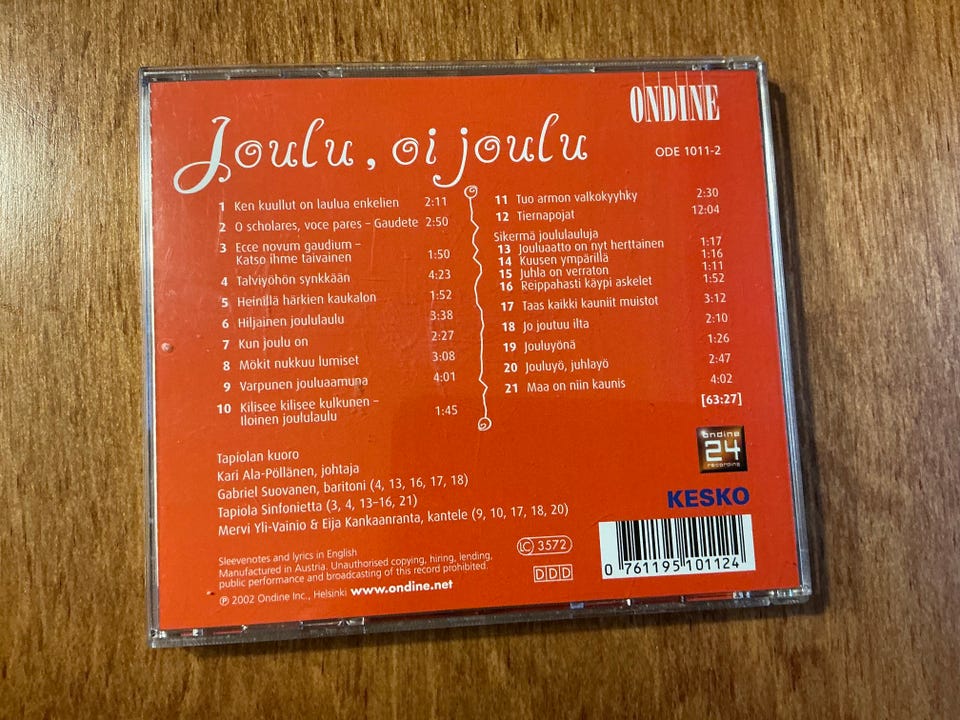 Joulu, oi joulu
ONDINE
ODE 1011-2
1 Ken kuullut on laulua enkelien 2:11
2 O scholares, voce pares – Gaudete 2:50
3 Ecce novum gaudium –
Katso ihme taivainen 1:50
4 Talviyöhön synkkään 4:23
5 Heinillä härkien kaukalon 1:52
6 Hiljainen joululaulu 3:38
7 Kun joulu on 2:27
8 Mökit nukkuu lumiset 3:08
9 Varpunen jouluaamuna 4:01
10 Kilisee kilisee kulkunen –
Iloinen joululaulu 1:45
11 Tuo armon valkokyyhky 2:30
12 Tiernapojat 12:04
Sikermä joululauluja
13 Jouluaatto on nyt herttainen 1:17
14 Kuusen ympärillä 1:16
15 Juhla on verraton 1:11
16 Reippahasti käypi askelet 1:52
17 Taas kaikki kauniit muistot 3:12
18 Jo joutuu ilta 2:10
19 Jouluyönä 1:26
20 Jouluyö, juhlayö 2:47
21 Maa on niin kaunis 4:02
[63:27]
Tapiolan kuoro
Kari Ala-Pöllänen, johtaja
Gabriel Suovanen, baritoni (4, 13, 16, 17, 18)
Tapiola Sinfonietta (3, 4, 13–16, 21)
Mervi Yli-Vainio & Eija Kankaanranta, kantele (9, 10, 17, 18, 20)
ondine
24
recording
KESKO
Sleevenotes and lyrics in English
Manufactured in Austria. Unauthorised copying, hiring, lending,
public performance and broadcasting of this record prohibited.
℗ 2002 Ondine Inc., Helsinki www.ondine.net
LC 3572
DDD
0 761195 101124